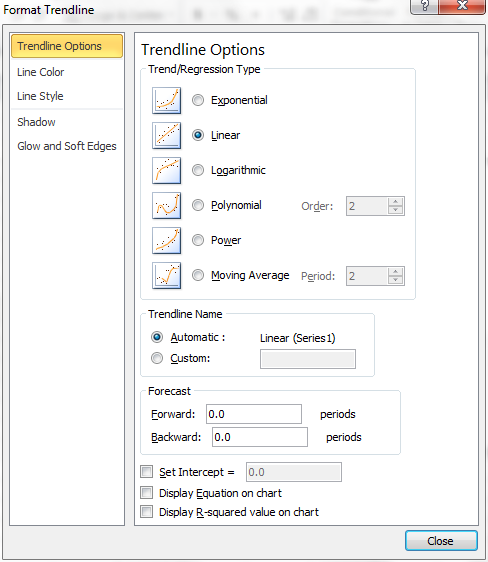 Format Trendline
?
Trendline Options
Line Color
Line Style
Shadow
Glow and Soft Edges
Trendline Options
Trend/Regression Type
Exponential
Linear
Logarithmic
Polynomial Order: 2
Power
Moving Average Period: 2
Trendline Name
Automatic : Linear (Series1)
Custom:
Forecast
Forward: 0.0 periods
Backward: 0.0 periods
Set Intercept = 0.0
Display Equation on chart
Display R-squared value on chart
Close